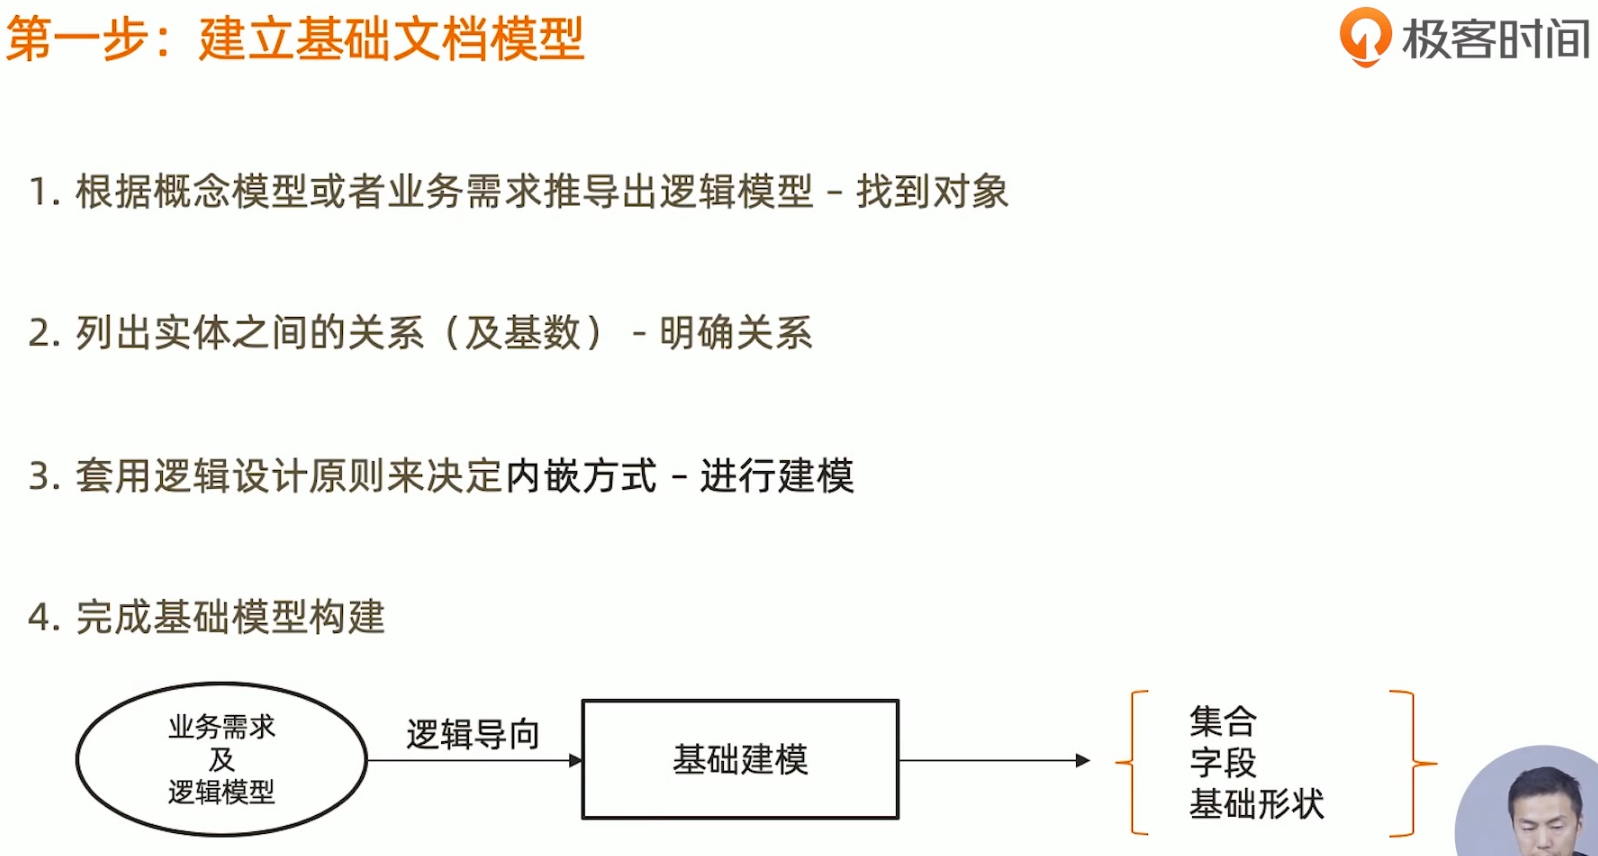 第一步：建立基础文档模型
极客时间
1. 根据概念模型或者业务需求推导出逻辑模型 – 找到对象
2. 列出实体之间的关系（及基数） - 明确关系
3. 套用逻辑设计原则来决定内嵌方式 – 进行建模
4. 完成基础模型构建
业务需求
及
逻辑模型
逻辑导向
基础建模
集合
字段
基础形状